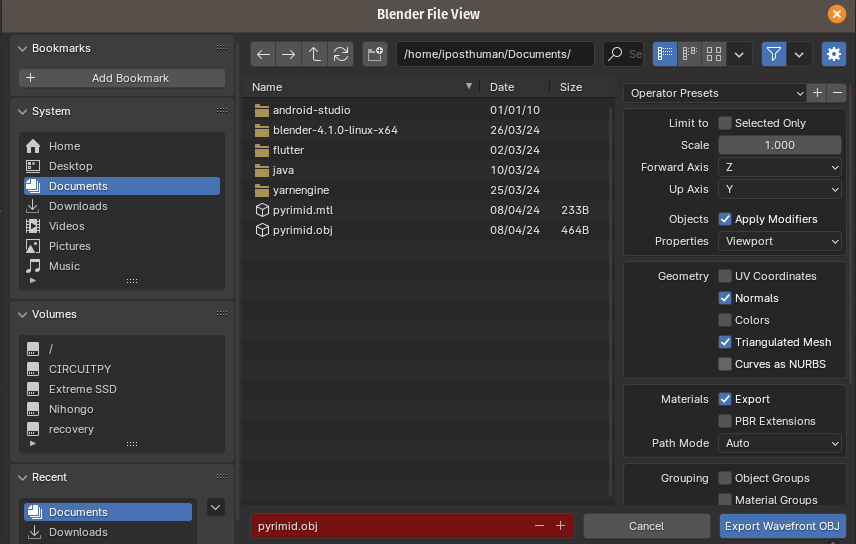 Blender File View
Bookmarks
Add Bookmark
System
Home
Desktop
Documents
Downloads
Videos
Pictures
Music
Volumes
/
CIRCUITPY
Extreme SSD
Nihongo
recovery
Recent
Documents
Downloads
/home/iposthuman/Documents/
Se
Name Date Size
android-studio 01/01/10
blender-4.1.0-linux-x64 26/03/24
flutter 02/03/24
java 10/03/24
yarnengine 25/03/24
pyrimid.mtl 08/04/24 233B
pyrimid.obj 08/04/24 464B
pyrimid.obj
Operator Presets
Limit to Selected Only
Scale 1.000
Forward Axis Z
Up Axis Y
Objects Apply Modifiers
Properties Viewport
Geometry UV Coordinates
Normals
Colors
Triangulated Mesh
Curves as NURBS
Materials Export
PBR Extensions
Path Mode Auto
Grouping Object Groups
Material Groups
Cancel
Export Wavefront OBJ